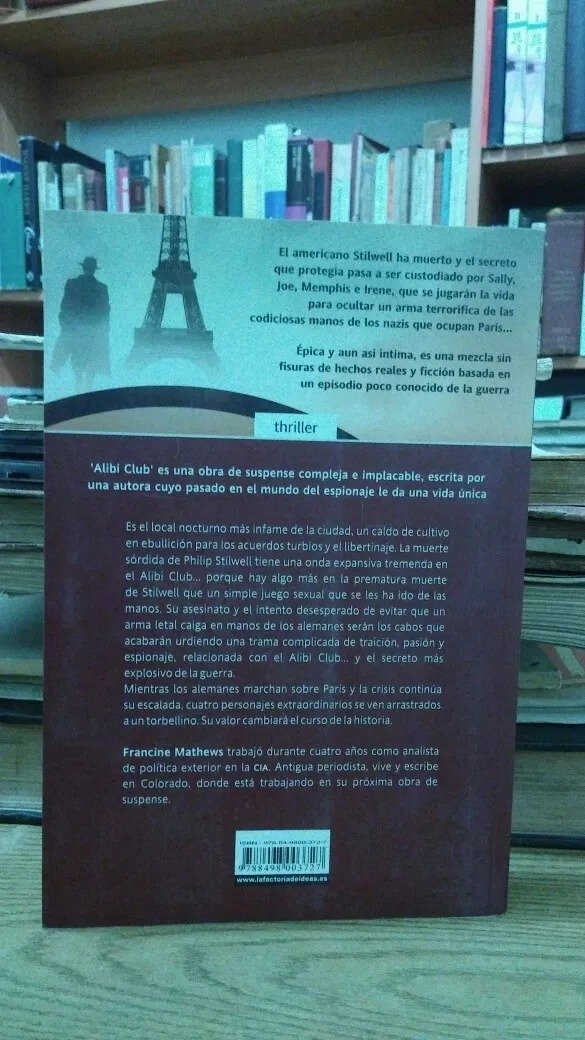 El americano Stilwell ha muerto y el secreto
que protegía pasa a ser custodiado por Sally,
Joe, Memphis e Irene, que se jugarán la vida
para ocultar un arma terrorífica de las
codiciosas manos de los nazis que ocupan París...
Épica y aun así íntima, es una mezcla sin
fisuras de hechos reales y ficción basada en
un episodio poco conocido de la guerra
thriller
'Alibi Club' es una obra de suspense compleja e implacable, escrita por
una autora cuyo pasado en el mundo del espionaje le da una vida única
Es el local nocturno más infame de la ciudad, un caldo de cultivo
en ebullición para los acuerdos turbios y el libertinaje. La muerte
sórdida de Philip Stilwell tiene una onda expansiva tremenda en
el Alibi Club... porque hay algo más en la prematura muerte
de Stilwell que un simple juego sexual que se les ha ido de las
manos. Su asesinato y el intento desesperado de evitar que un
arma letal caiga en manos de los alemanes serán los cabos que
acabarán urdiendo una trama complicada de traición, pasión y
espionaje, relacionada con el Alibi Club... y el secreto más
explosivo de la guerra.
Mientras los alemanes marchan sobre París y la crisis continúa
su escalada, cuatro personajes extraordinarios se ven arrastrados
a un torbellino. Su valor cambiará el curso de la historia.
Francine Mathews trabajó durante cuatro años como analista
de política exterior en la CIA. Antigua periodista, vive y escribe
en Colorado, donde está trabajando en su próxima obra de
suspense.
ISBN- 978-84-9800-372-7
9788498003727
www.lafactoriadeideas.es